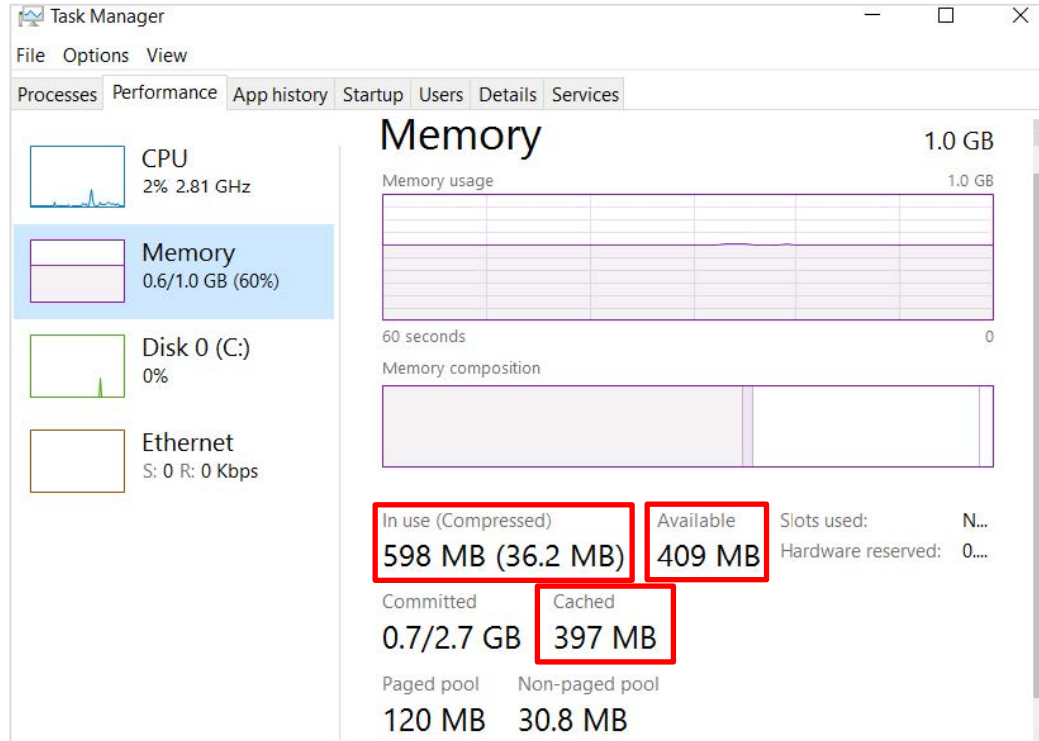 Task Manager
File Options View
Processes Performance App history Startup Users Details Services
CPU
2% 2.81 GHz
Memory
0.6/1.0 GB (60%)
Disk 0 (C:)
0%
Ethernet
S: 0 R: 0 Kbps
Memory 1.0 GB
Memory usage 1.0 GB
60 seconds 0
Memory composition
In use (Compressed) Available Slots used: N...
598 MB (36.2 MB) 409 MB Hardware reserved: 0....
Committed Cached
0.7/2.7 GB 397 MB
Paged pool Non-paged pool
120 MB 30.8 MB